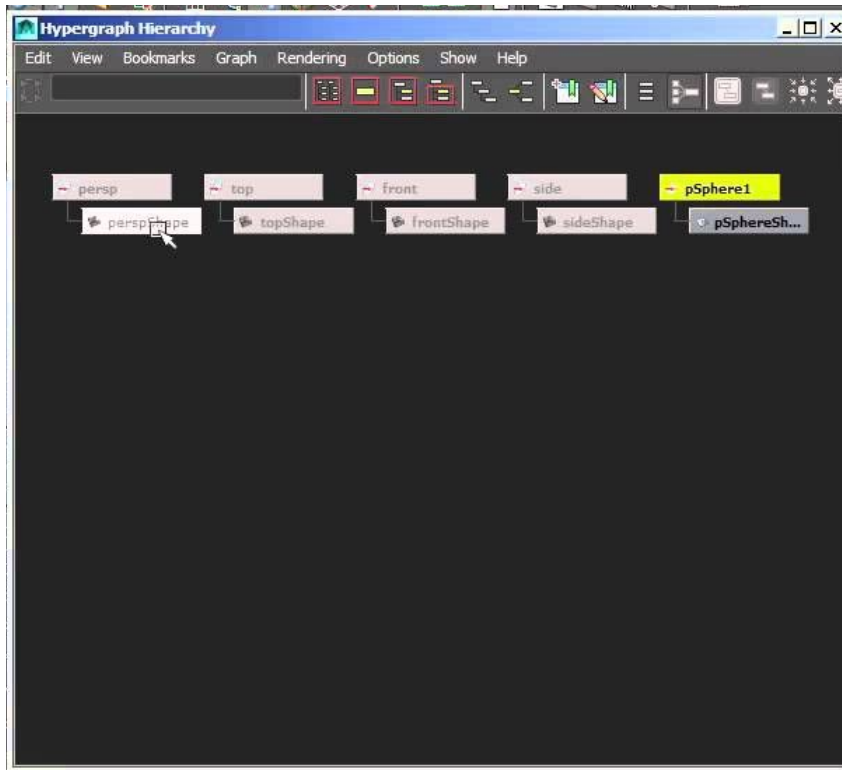 Hypergraph Hierarchy
Edit View Bookmarks Graph Rendering Options Show Help
persp top front side pSphere1
perspShape topShape frontShape sideShape pSphereSh...